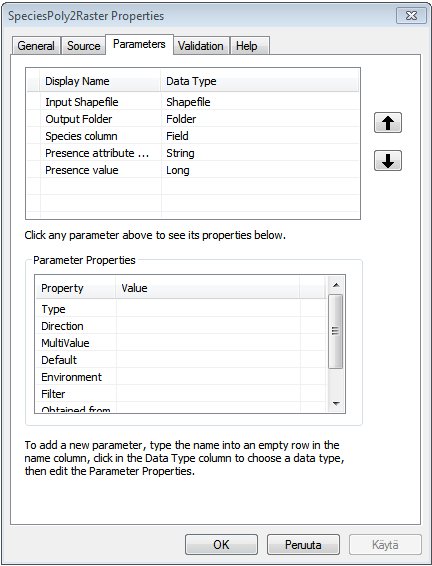 SpeciesPoly2Raster Properties
General Source Parameters Validation Help
Display Name Data Type
Input Shapefile Shapefile
Output Folder Folder
Species column Field
Presence attribute ... String
Presence value Long
Click any parameter above to see its properties below.
Parameter Properties
Property Value
Type
Direction
MultiValue
Default
Environment
Filter
Obtained from
To add a new parameter, type the name into an empty row in the
name column, click in the Data Type column to choose a data type,
then edit the Parameter Properties.
OK Peruuta Käytä